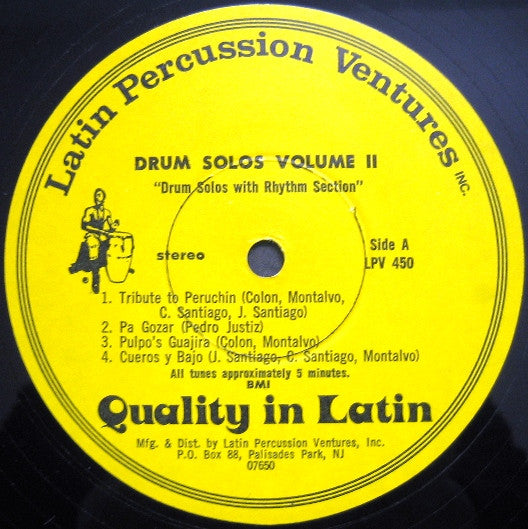 Latin Percussion Ventures, INC.
DRUM SOLOS VOLUME II
"Drum Solos with Rhythm Section"
stereo
Side A
LPV 450
1. Tribute to Peruchin (Colon, Montalvo,
C. Santiago, J. Santiago)
2. Pa Gozar (Pedro Justiz)
3. Pulpo's Guajira (Colon, Montalvo)
4. Cueros y Bajo (J. Santiago, C. Santiago, Montalvo)
All tunes approximately 5 minutes.
BMI
Quality in Latin
Mfg. & Dist. by Latin Percussion Ventures, Inc.
P.O. Box 88, Palisades Park, NJ
07650